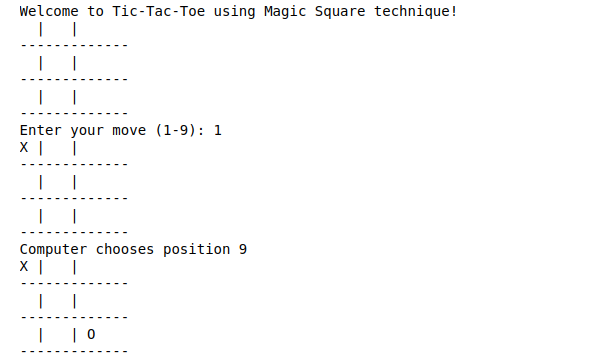 Welcome to Tic-Tac-Toe using Magic Square technique!
  |   |
-------------
  |   |
-------------
  |   |
-------------
Enter your move (1-9): 1
X |   |
-------------
  |   |
-------------
  |   |
-------------
Computer chooses position 9
X |   |
-------------
  |   |
-------------
  |   | O
-------------